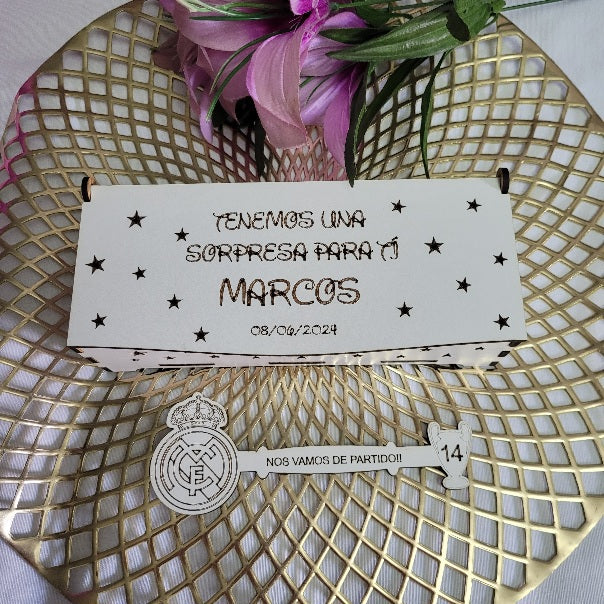 TENEMOS UNA
SORPRESA PARA TÍ
MARCOS
08/06/2024
NOS VAMOS DE PARTIDO!!
14